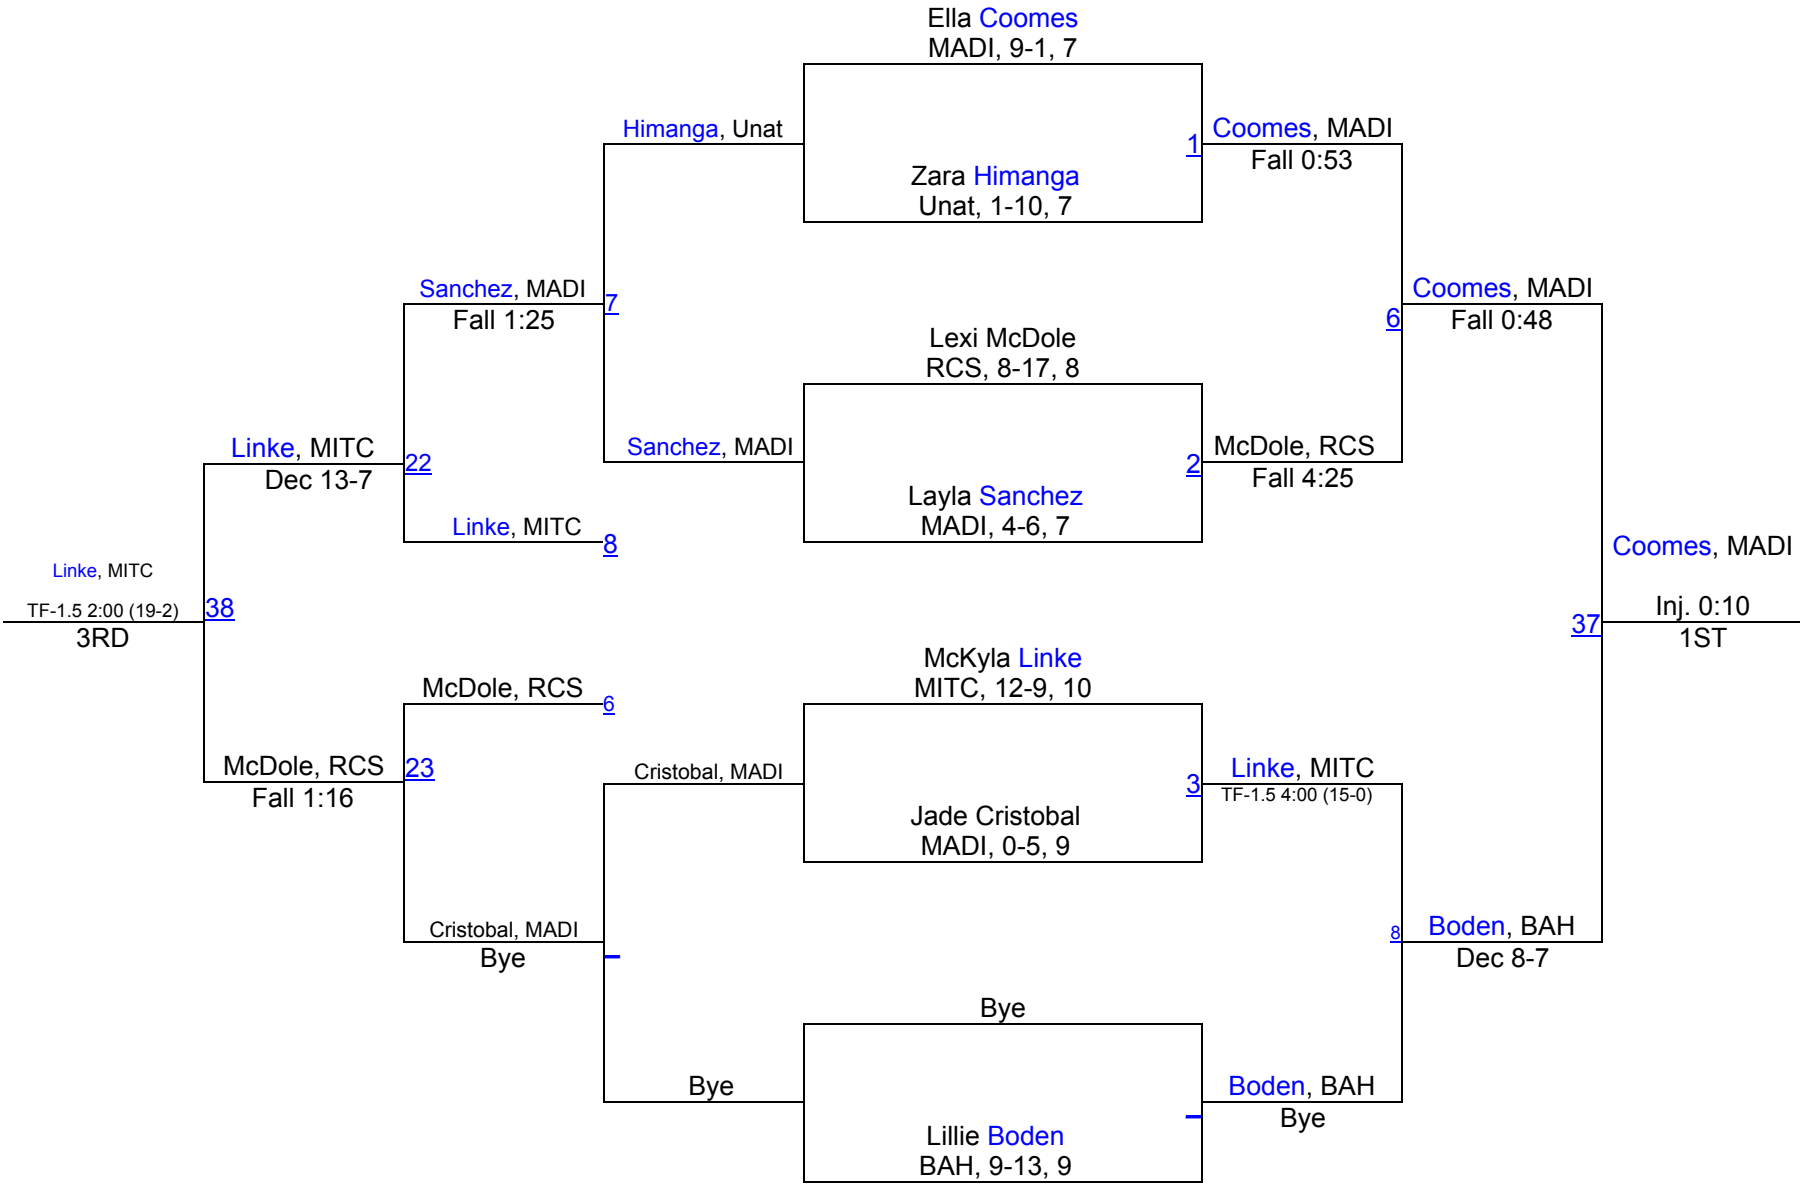 Ella Coomes
MADI, 9-1, 7
Himanga, Unat
1
Coomes, MADI
Fall 0:53
Zara Himanga
Unat, 1-10, 7
Sanchez, MADI
Fall 1:25
7
Coomes, MADI
Fall 0:48
6
Lexi McDole
RCS, 8-17, 8
Linke, MITC
Dec 13-7
22
Sanchez, MADI
2
McDole, RCS
Fall 4:25
Layla Sanchez
MADI, 4-6, 7
Linke, MITC
8
Linke, MITC
TF-1.5 2:00 (19-2)
3RD
38
Coomes, MADI
Inj. 0:10
1ST
37
McKyla Linke
MITC, 12-9, 10
McDole, RCS
6
McDole, RCS
Fall 1:16
23
Cristobal, MADI
3
Linke, MITC
TF-1.5 4:00 (15-0)
Jade Cristobal
MADI, 0-5, 9
Cristobal, MADI
Bye
8
Boden, BAH
Dec 8-7
Bye
Bye
Boden, BAH
Bye
Lillie Boden
BAH, 9-13, 9